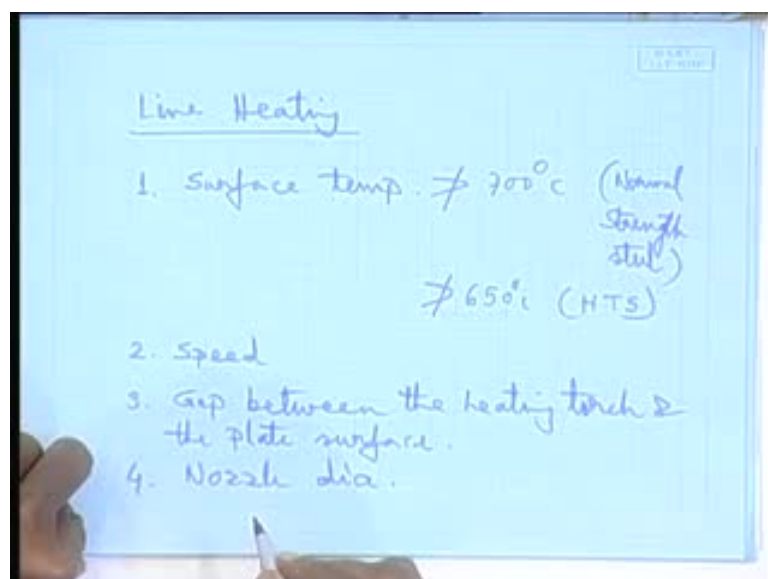 Line Heating
1. Surface temp. ≯ 700°C (Normal
Strength
steel)
≯ 650°C (HTS)
2. Speed
3. Gap between the heating torch &
the plate surface.
4. Nozzle dia.